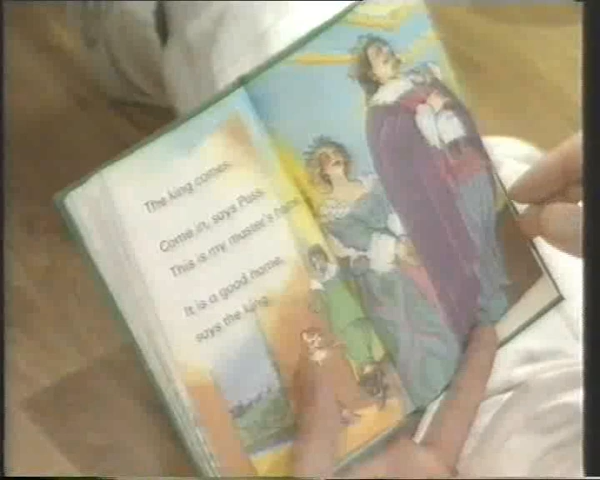 The king comes.
Come in, says Puss.
This is my master's home.
It is a good home,
says the king.